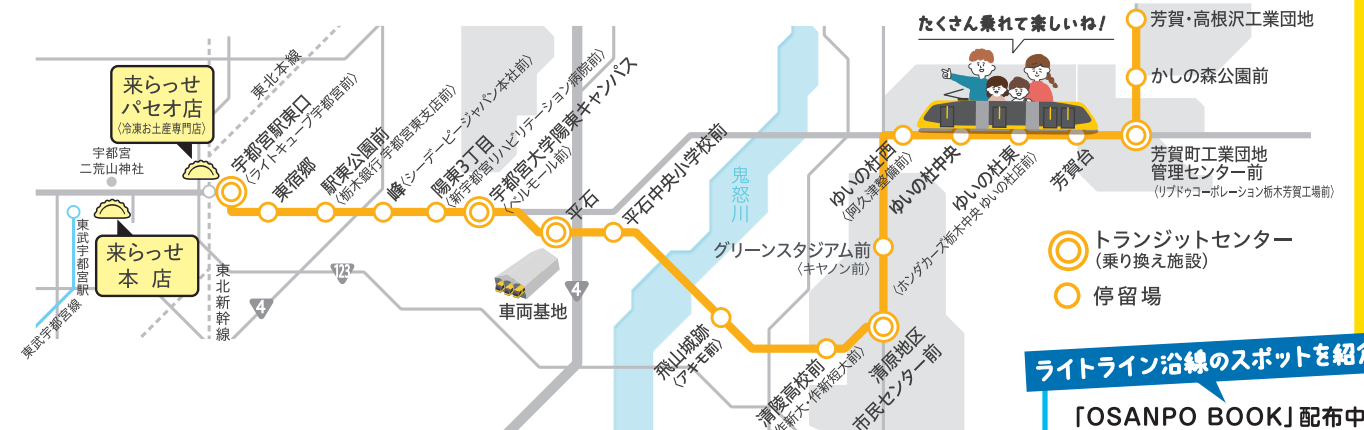 たくさん乗れて楽しいね!
来らっせ
パセオ店
〈冷凍お土産専門店〉
宇都宮
二荒山神社
来らっせ
本店
東武宇都宮駅
東武宇都宮線
東北新幹線
東北本線
宇都宮駅東口
〈ライトキューブ宇都宮前〉
東宿郷
駅東公園前
〈栃木銀行 宇都宮東支店前〉
峰〈シーデーピージャパン本社前〉
陽東3丁目
〈新宇都宮リハビリテーション病院前〉
宇都宮大学陽東キャンパス
〈ベルモール前〉
平石
平石中央小学校前
123
4
4
車両基地
鬼怒川
飛山城跡
〈アキモ前〉
清陵高校前
作新大・作新短大前〉
清原地区
市民センター前
グリーンスタジアム前
〈キヤノン前〉
ゆいの杜西
〈阿久津整備前〉
ゆいの杜中央
ゆいの杜東
〈ホンダカーズ栃木中央 ゆいの杜店前〉
芳賀台
芳賀町工業団地
管理センター前
〈リブドゥコーポレーション栃木芳賀工場前〉
かしの森公園前
芳賀・高根沢工業団地
トランジットセンター
(乗り換え施設)
停留場
ライトライン沿線のスポットを紹
「OSANPO BOOK」配布中